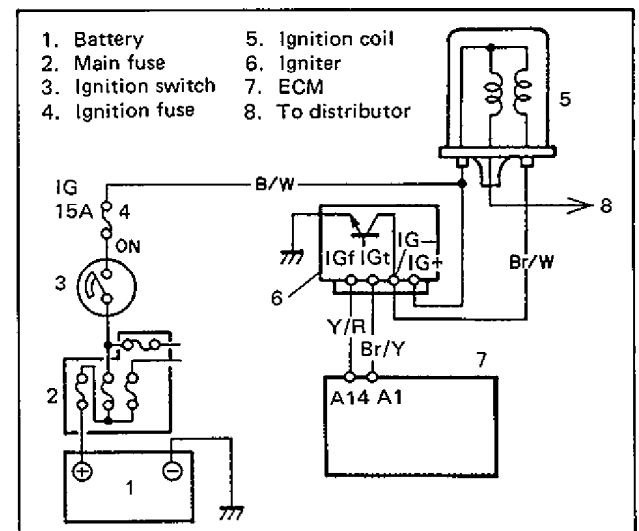 1. Battery
2. Main fuse
3. Ignition switch
4. Ignition fuse
5. Ignition coil
6. Igniter
7. ECM
8. To distributor
5
IG
15A 4
B/W
8
ON
3
IG-
IGf IGt IG+
Br/W
6
Y/R
Br/Y
7
2
A14 A1
+ −
1